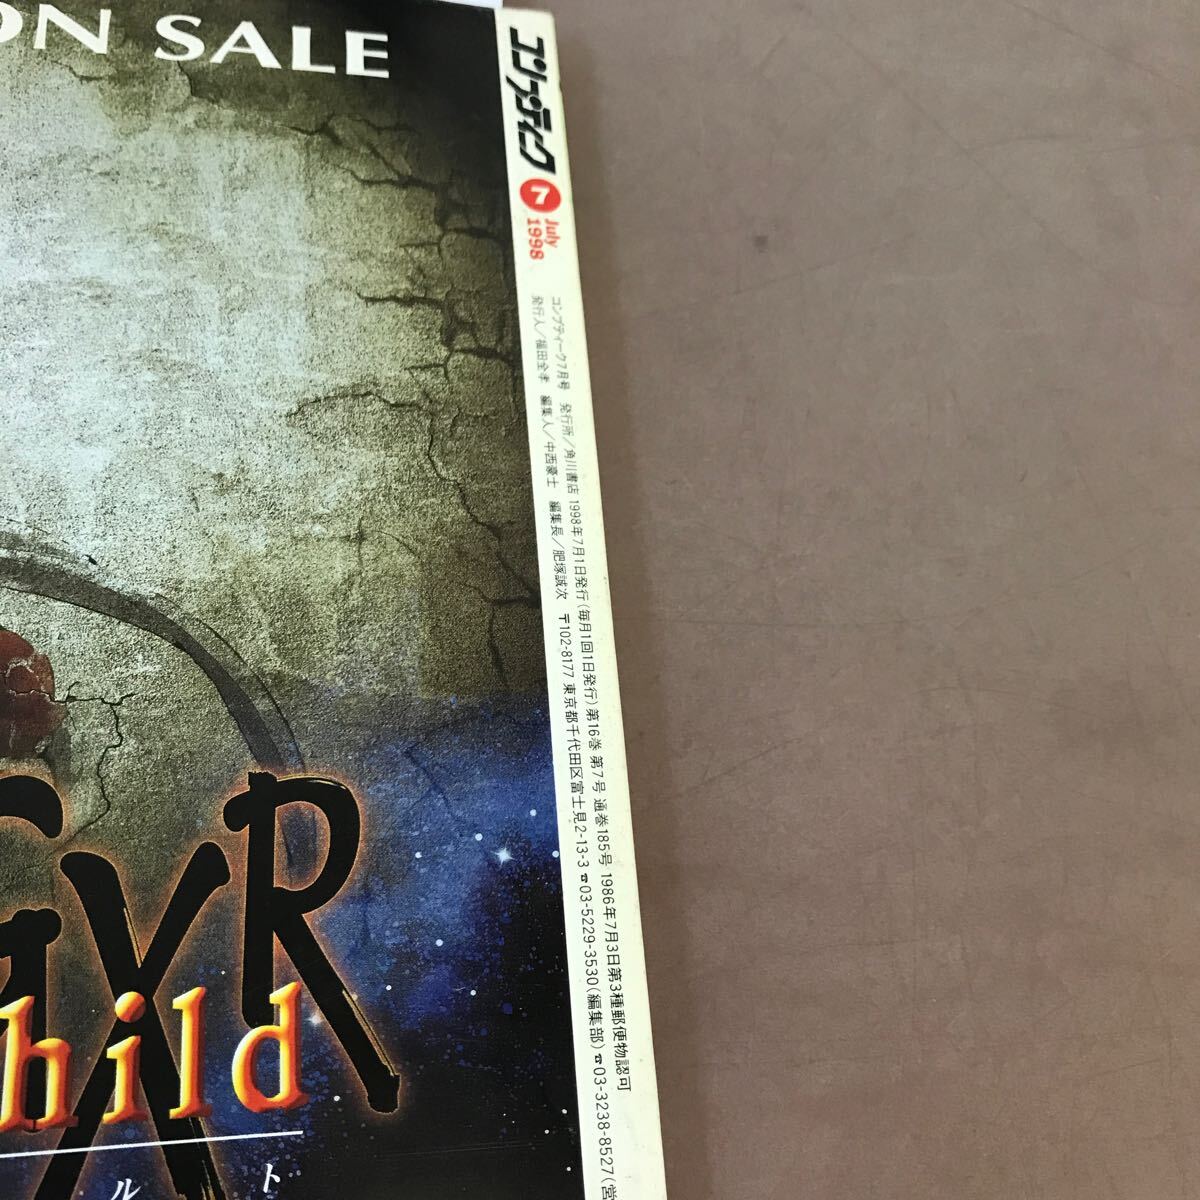 ON SALE
コンプティーク
7
July
1998
コンプティーク7月号 発行所/角川書店 1998年7月1日発行(毎月1回1日発行)第16巻 第7号 通巻185号 1986年7月3日第3種郵便物認可
発行人/福田全孝 編集人/中西豪士 編集長/肥塚誠次 〒102-8177 東京都千代田区富士見2-13-3 ☎03-5229-3530(編集部) ☎03-3238-8527(営
GYR
hild
ルト